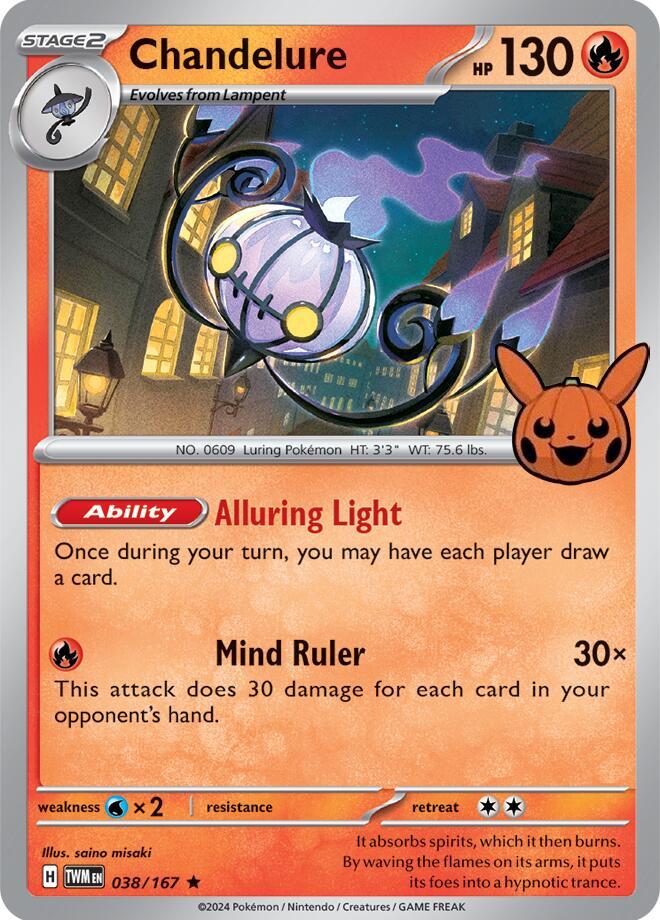 STAGE2
Chandelure
HP 130
Evolves from Lampent
NO. 0609 Luring Pokémon HT: 3'3" WT: 75.6 lbs.
Ability Alluring Light
Once during your turn, you may have each player draw
a card.
Mind Ruler 30×
This attack does 30 damage for each card in your
opponent's hand.
weakness ×2 resistance retreat
Illus. saino misaki
H TWM EN 038/167 ★
It absorbs spirits, which it then burns.
By waving the flames on its arms, it puts
its foes into a hypnotic trance.
©2024 Pokémon / Nintendo / Creatures / GAME FREAK